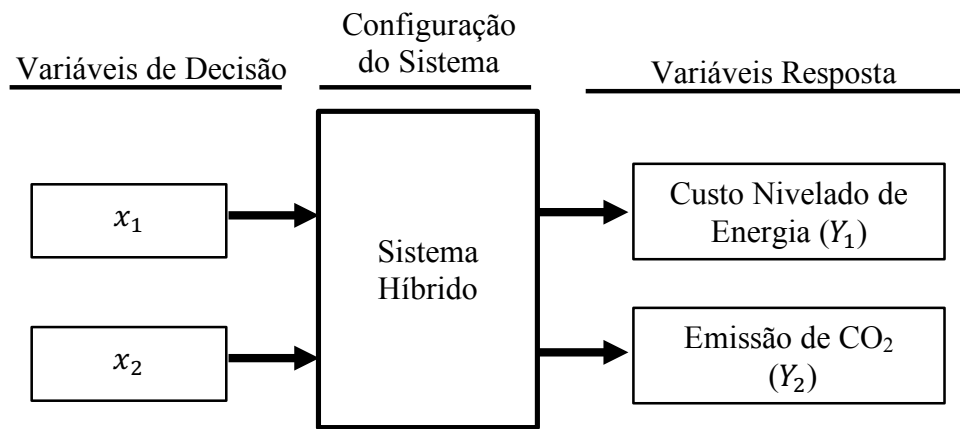 Variáveis de Decisão
Configuração
do Sistema
Variáveis Resposta
x₁
x₂
Sistema
Híbrido
Custo Nivelado de
Energia (Y₁)
Emissão de CO₂
(Y₂)